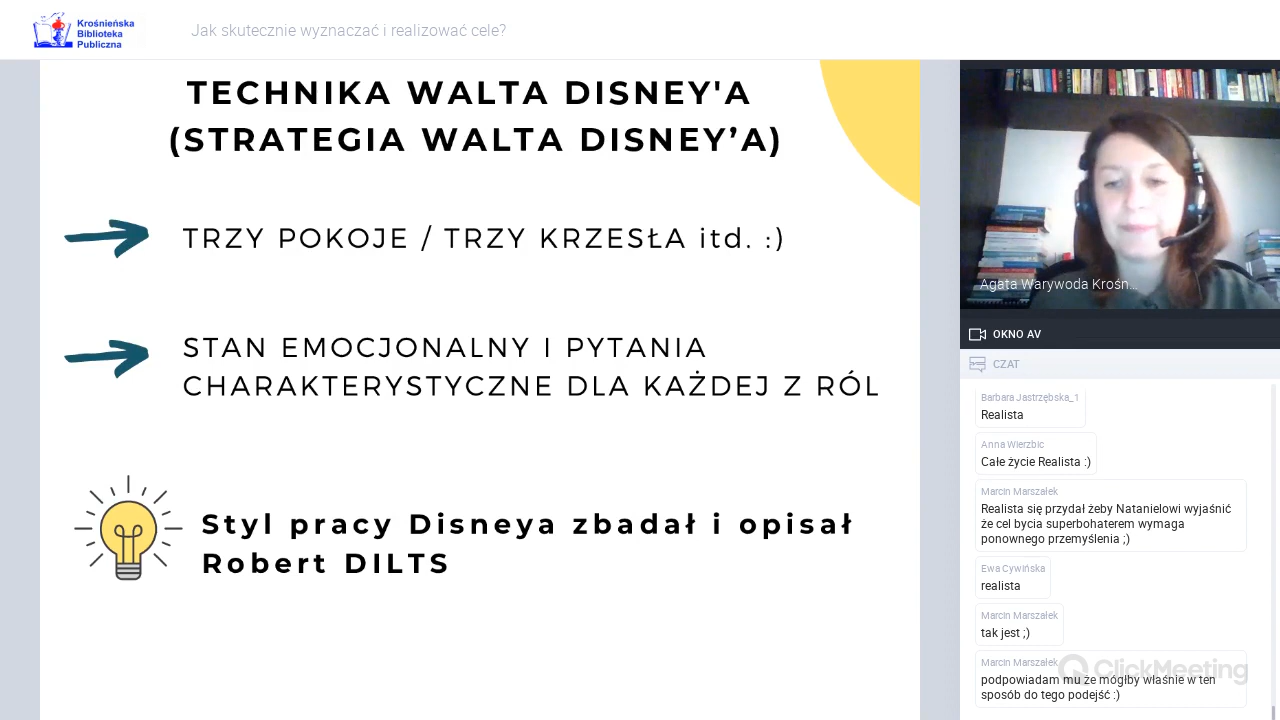 Krośnieńska
Biblioteka
Publiczna
Jak skutecznie wyznaczać i realizować cele?
TECHNIKA WALTA DISNEY'A
(STRATEGIA WALTA DISNEY’A)
TRZY POKOJE / TRZY KRZESŁA itd. :)
STAN EMOCJONALNY I PYTANIA
CHARAKTERYSTYCZNE DLA KAŻDEJ Z RÓL
Styl pracy Disneya zbadał i opisał
Robert DILTS
Agata Warywoda Krośn...
OKNO AV
CZAT
Barbara Jastrzębska_1
Realista
Anna Wierzbic
Całe życie Realista :)
Marcin Marszałek
Realista się przydał żeby Natanielowi wyjaśnić
że cel bycia superbohaterem wymaga
ponownego przemyślenia ;)
Ewa Cywińska
realista
Marcin Marszałek
tak jest ;)
Marcin Marszałek
podpowiadam mu że mógłby właśnie w ten
sposób do tego podejść :)
ClickMeeting